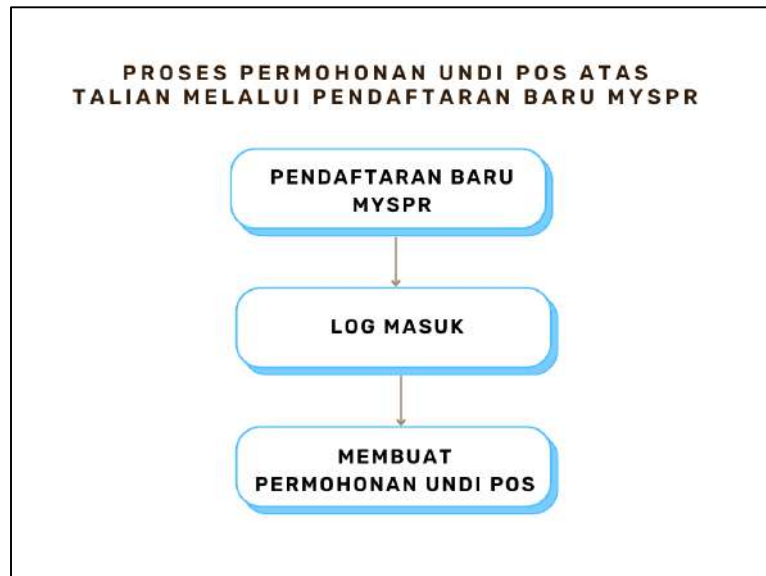 PROSES PERMOHONAN UNDI POS ATAS
TALIAN MELALUI PENDAFTARAN BARU MYSPR
PENDAFTARAN BARU
MYSPR
LOG MASUK
MEMBUAT
PERMOHONAN UNDI POS